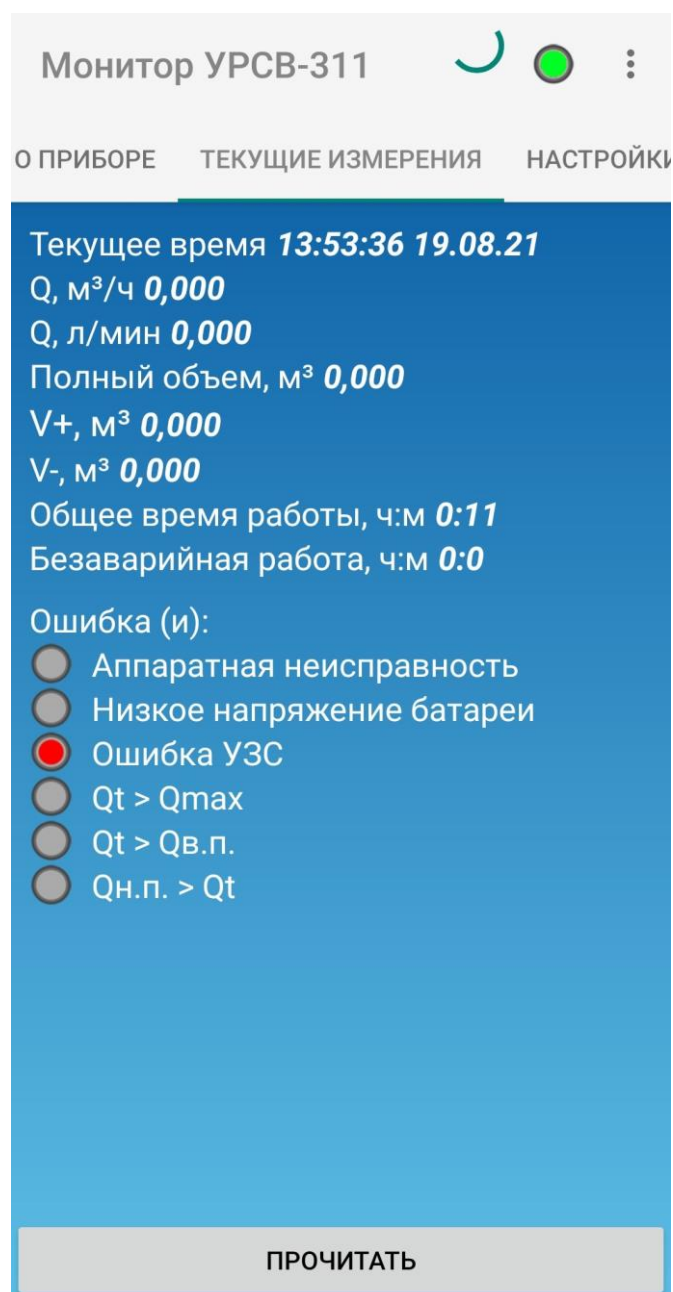 Монитор УРСВ-311
О ПРИБОРЕ ТЕКУЩИЕ ИЗМЕРЕНИЯ НАСТРОЙКИ
Текущее время 13:53:36 19.08.21
Q, м³/ч 0,000
Q, л/мин 0,000
Полный объем, м³ 0,000
V+, м³ 0,000
V-, м³ 0,000
Общее время работы, ч:м 0:11
Безаварийная работа, ч:м 0:0
Ошибка (и):
Аппаратная неисправность
Низкое напряжение батареи
Ошибка УЗС
Qt > Qmax
Qt > Qв.п.
Qн.п. > Qt
ПРОЧИТАТЬ